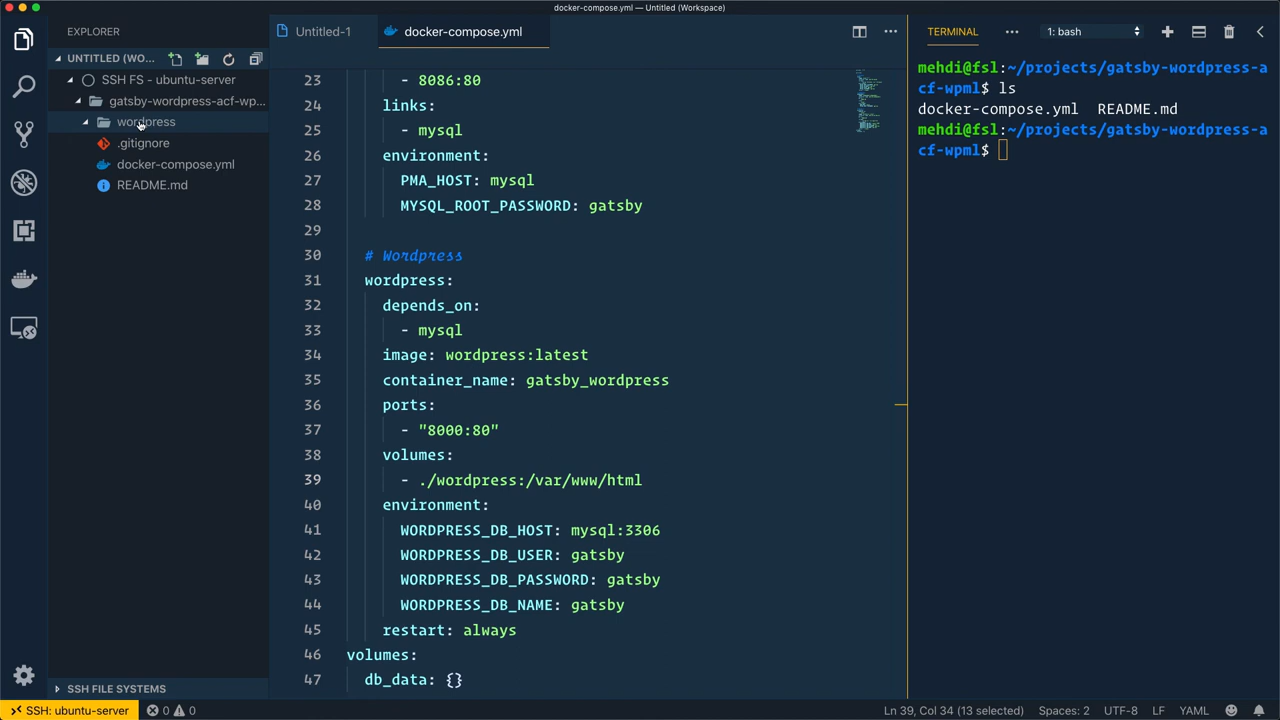 docker-compose.yml — Untitled (Workspace)
EXPLORER
UNTITLED (WO...
SSH FS - ubuntu-server
gatsby-wordpress-acf-wp...
wordpress
.gitignore
docker-compose.yml
README.md
SSH FILE SYSTEMS
Untitled-1
docker-compose.yml
23 - 8086:80
24 links:
25 - mysql
26 environment:
27 PMA_HOST: mysql
28 MYSQL_ROOT_PASSWORD: gatsby
29
30 # Wordpress
31 wordpress:
32 depends_on:
33 - mysql
34 image: wordpress:latest
35 container_name: gatsby_wordpress
36 ports:
37 - "8000:80"
38 volumes:
39 - ./wordpress:/var/www/html
40 environment:
41 WORDPRESS_DB_HOST: mysql:3306
42 WORDPRESS_DB_USER: gatsby
43 WORDPRESS_DB_PASSWORD: gatsby
44 WORDPRESS_DB_NAME: gatsby
45 restart: always
46 volumes:
47 db_data: {}
TERMINAL
1: bash
mehdi@fsl:~/projects/gatsby-wordpress-a
cf-wpml$ ls
docker-compose.yml README.md
mehdi@fsl:~/projects/gatsby-wordpress-a
cf-wpml$
SSH: ubuntu-server
0 0
Ln 39, Col 34 (13 selected)
Spaces: 2
UTF-8
LF
YAML